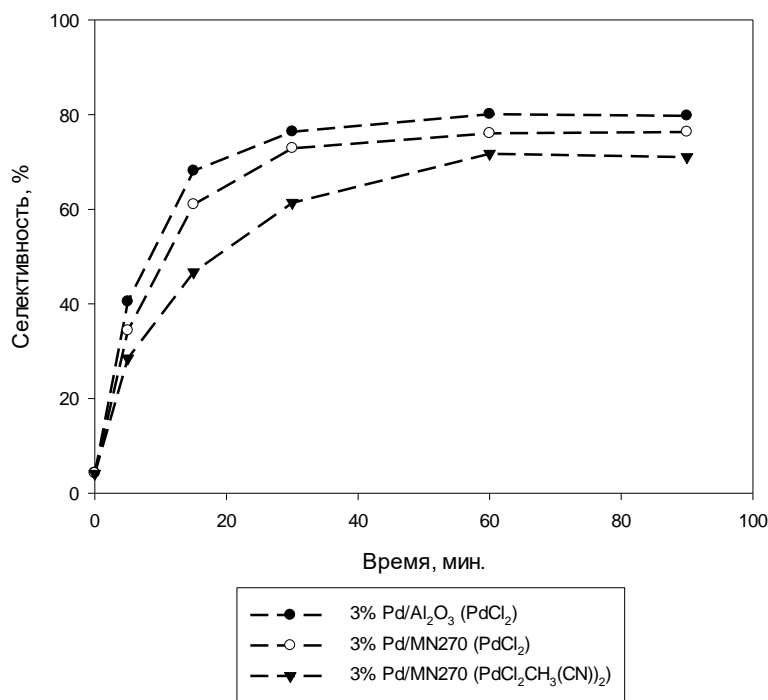 100
80
60
40
20
0
Селективность, %
0 20 40 60 80 100
Время, мин.
3% Pd/Al₂O₃ (PdCl₂)
3% Pd/MN270 (PdCl₂)
3% Pd/MN270 (PdCl₂CH₃(CN))₂)